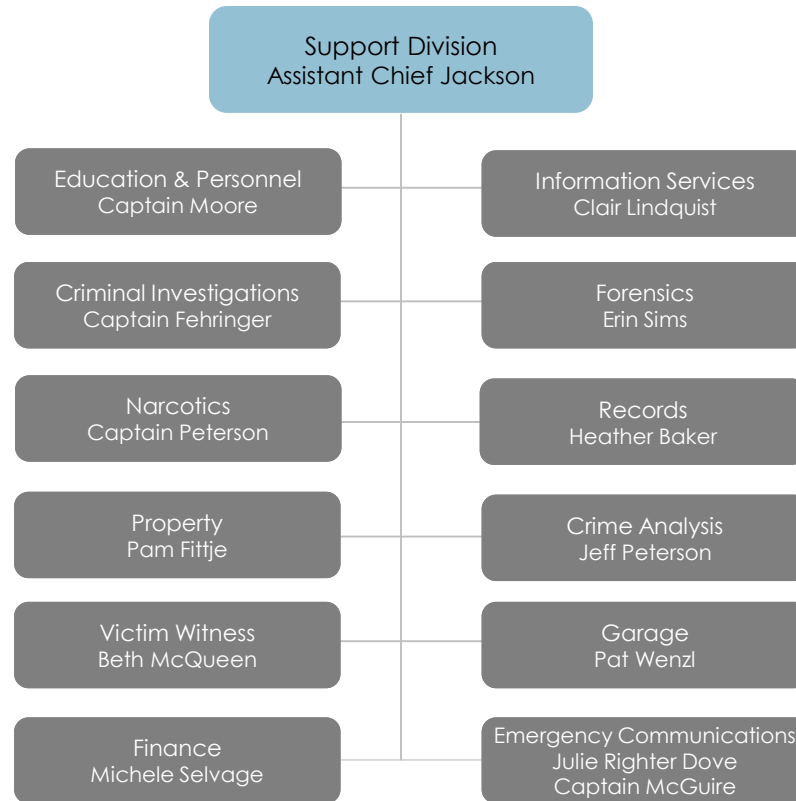 Support Division
Assistant Chief Jackson
Education & Personnel
Captain Moore
Information Services
Clair Lindquist
Criminal Investigations
Captain Fehringer
Forensics
Erin Sims
Narcotics
Captain Peterson
Records
Heather Baker
Property
Pam Fittje
Crime Analysis
Jeff Peterson
Victim Witness
Beth McQueen
Garage
Pat Wenzl
Finance
Michele Selvage
Emergency Communications
Julie Righter Dove
Captain McGuire